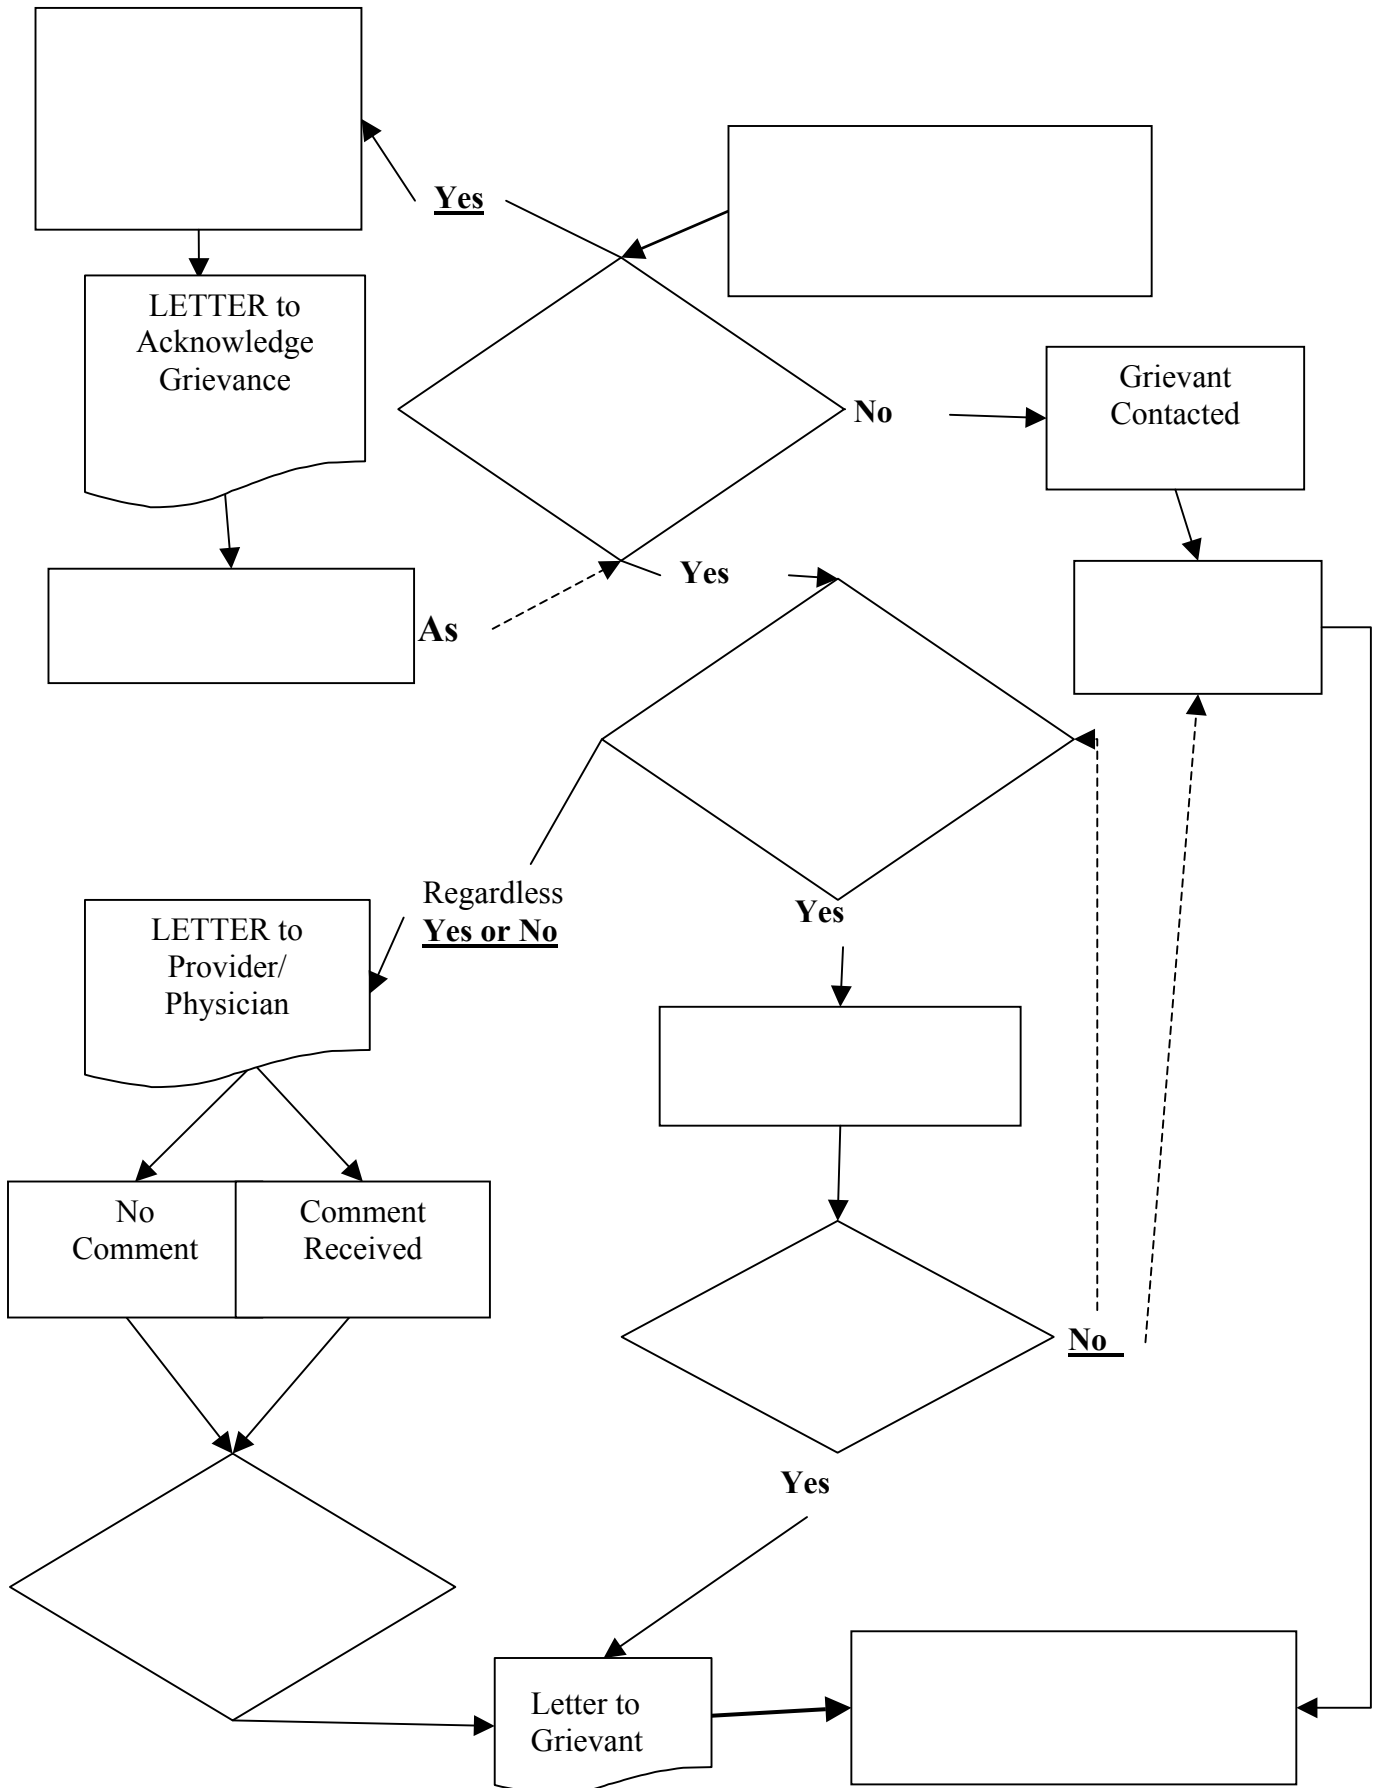 Yes
LETTER to
Acknowledge
Grievance
Grievant
Contacted
No
Yes
As
Regardless
Yes or No
Yes
LETTER to
Provider/
Physician
No
Comment
Comment
Received
No
Yes
Letter to
Grievant